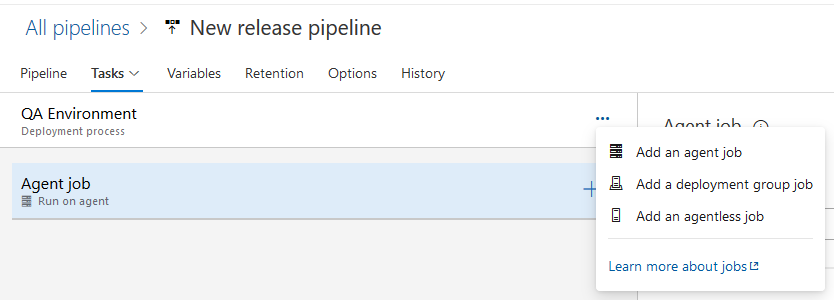 All pipelines > New release pipeline
Pipeline Tasks Variables Retention Options History
QA Environment
Deployment process
...
Agent job
Add an agent job
Agent job
Run on agent
Add a deployment group job
Add an agentless job
Learn more about jobs